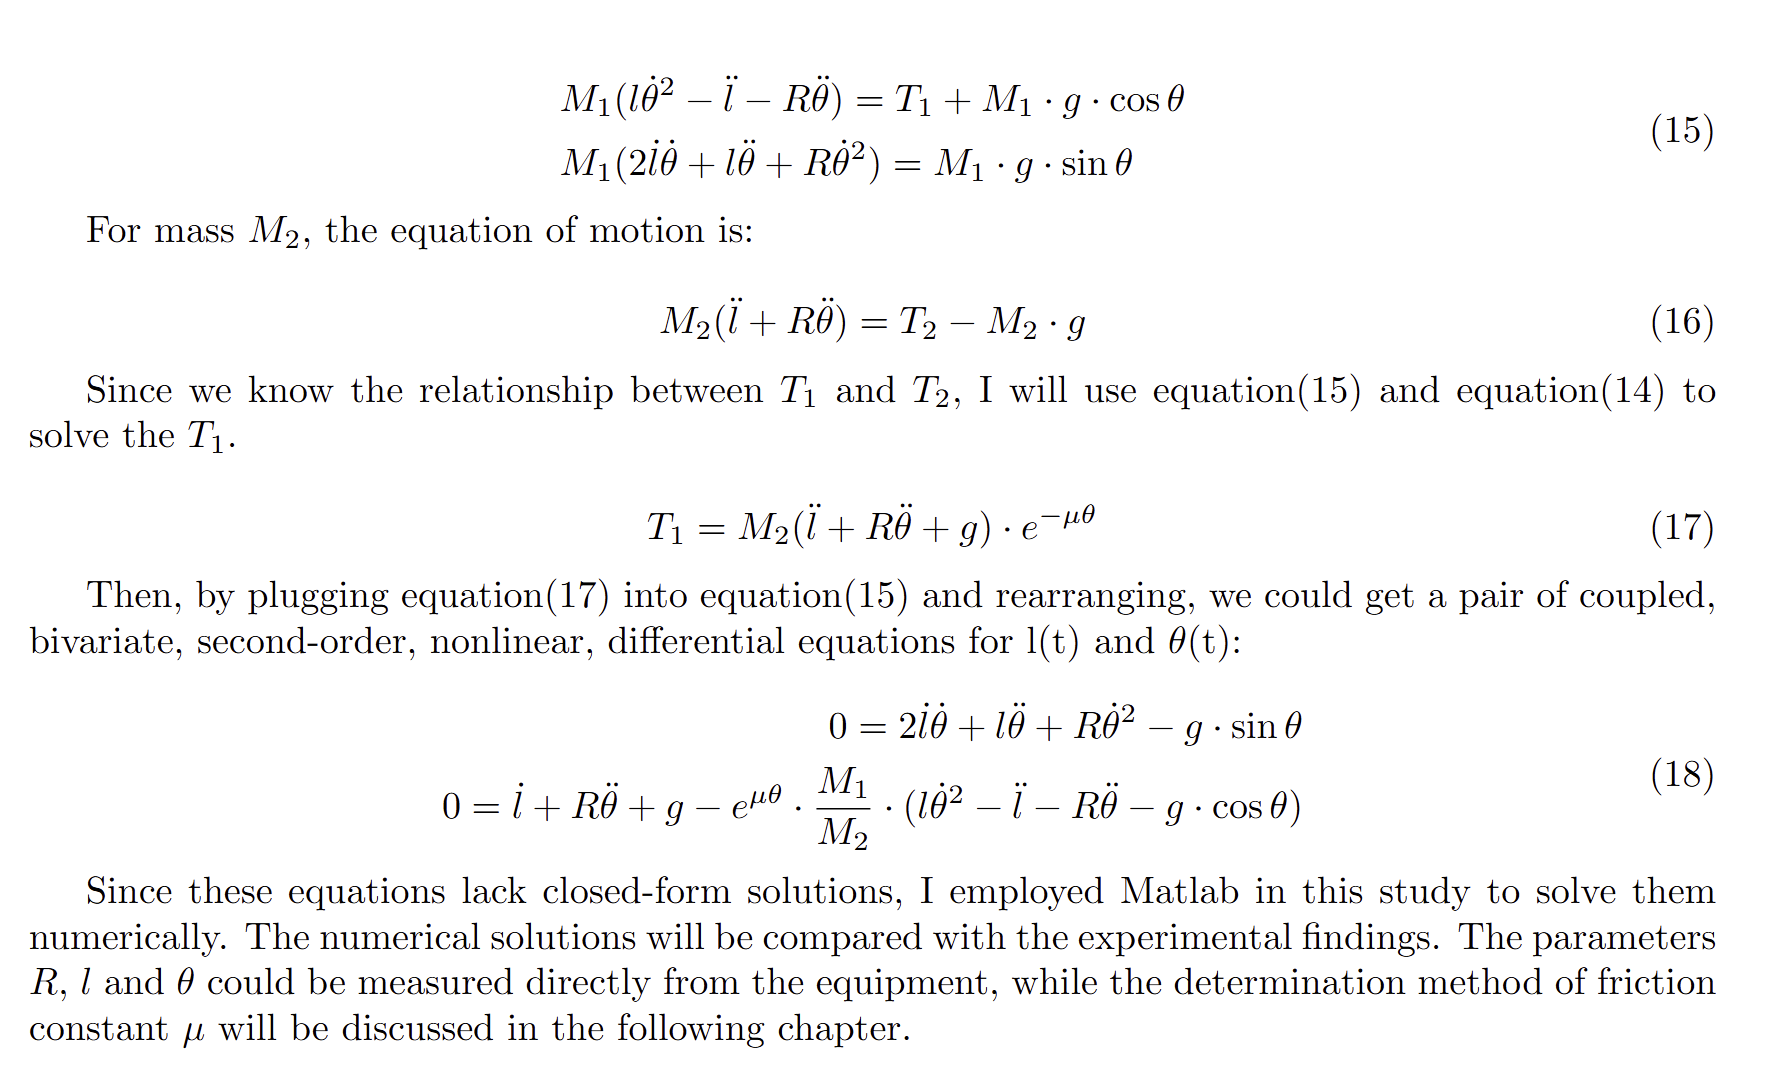 M₁(lθ̇² − l̈ − Rθ̈) = T₁ + M₁ · g · cos θ
M₁(2l̇θ̇ + lθ̈ + Rθ̇²) = M₁ · g · sin θ
(15)
For mass M₂, the equation of motion is:
M₂(l̈ + Rθ̈) = T₂ − M₂ · g (16)
Since we know the relationship between T₁ and T₂, I will use equation(15) and equation(14) to
solve the T₁.
T₁ = M₂(l̈ + Rθ̈ + g) · e^{−μθ} (17)
Then, by plugging equation(17) into equation(15) and rearranging, we could get a pair of coupled,
bivariate, second-order, nonlinear, differential equations for l(t) and θ(t):
0 = 2l̇θ̇ + lθ̈ + Rθ̇² − g · sin θ
0 = l̇ + Rθ̈ + g − e^{μθ} · M₁/M₂ · (lθ̇² − l̈ − Rθ̈ − g · cos θ)
(18)
Since these equations lack closed-form solutions, I employed Matlab in this study to solve them
numerically. The numerical solutions will be compared with the experimental findings. The parameters
R, l and θ could be measured directly from the equipment, while the determination method of friction
constant μ will be discussed in the following chapter.